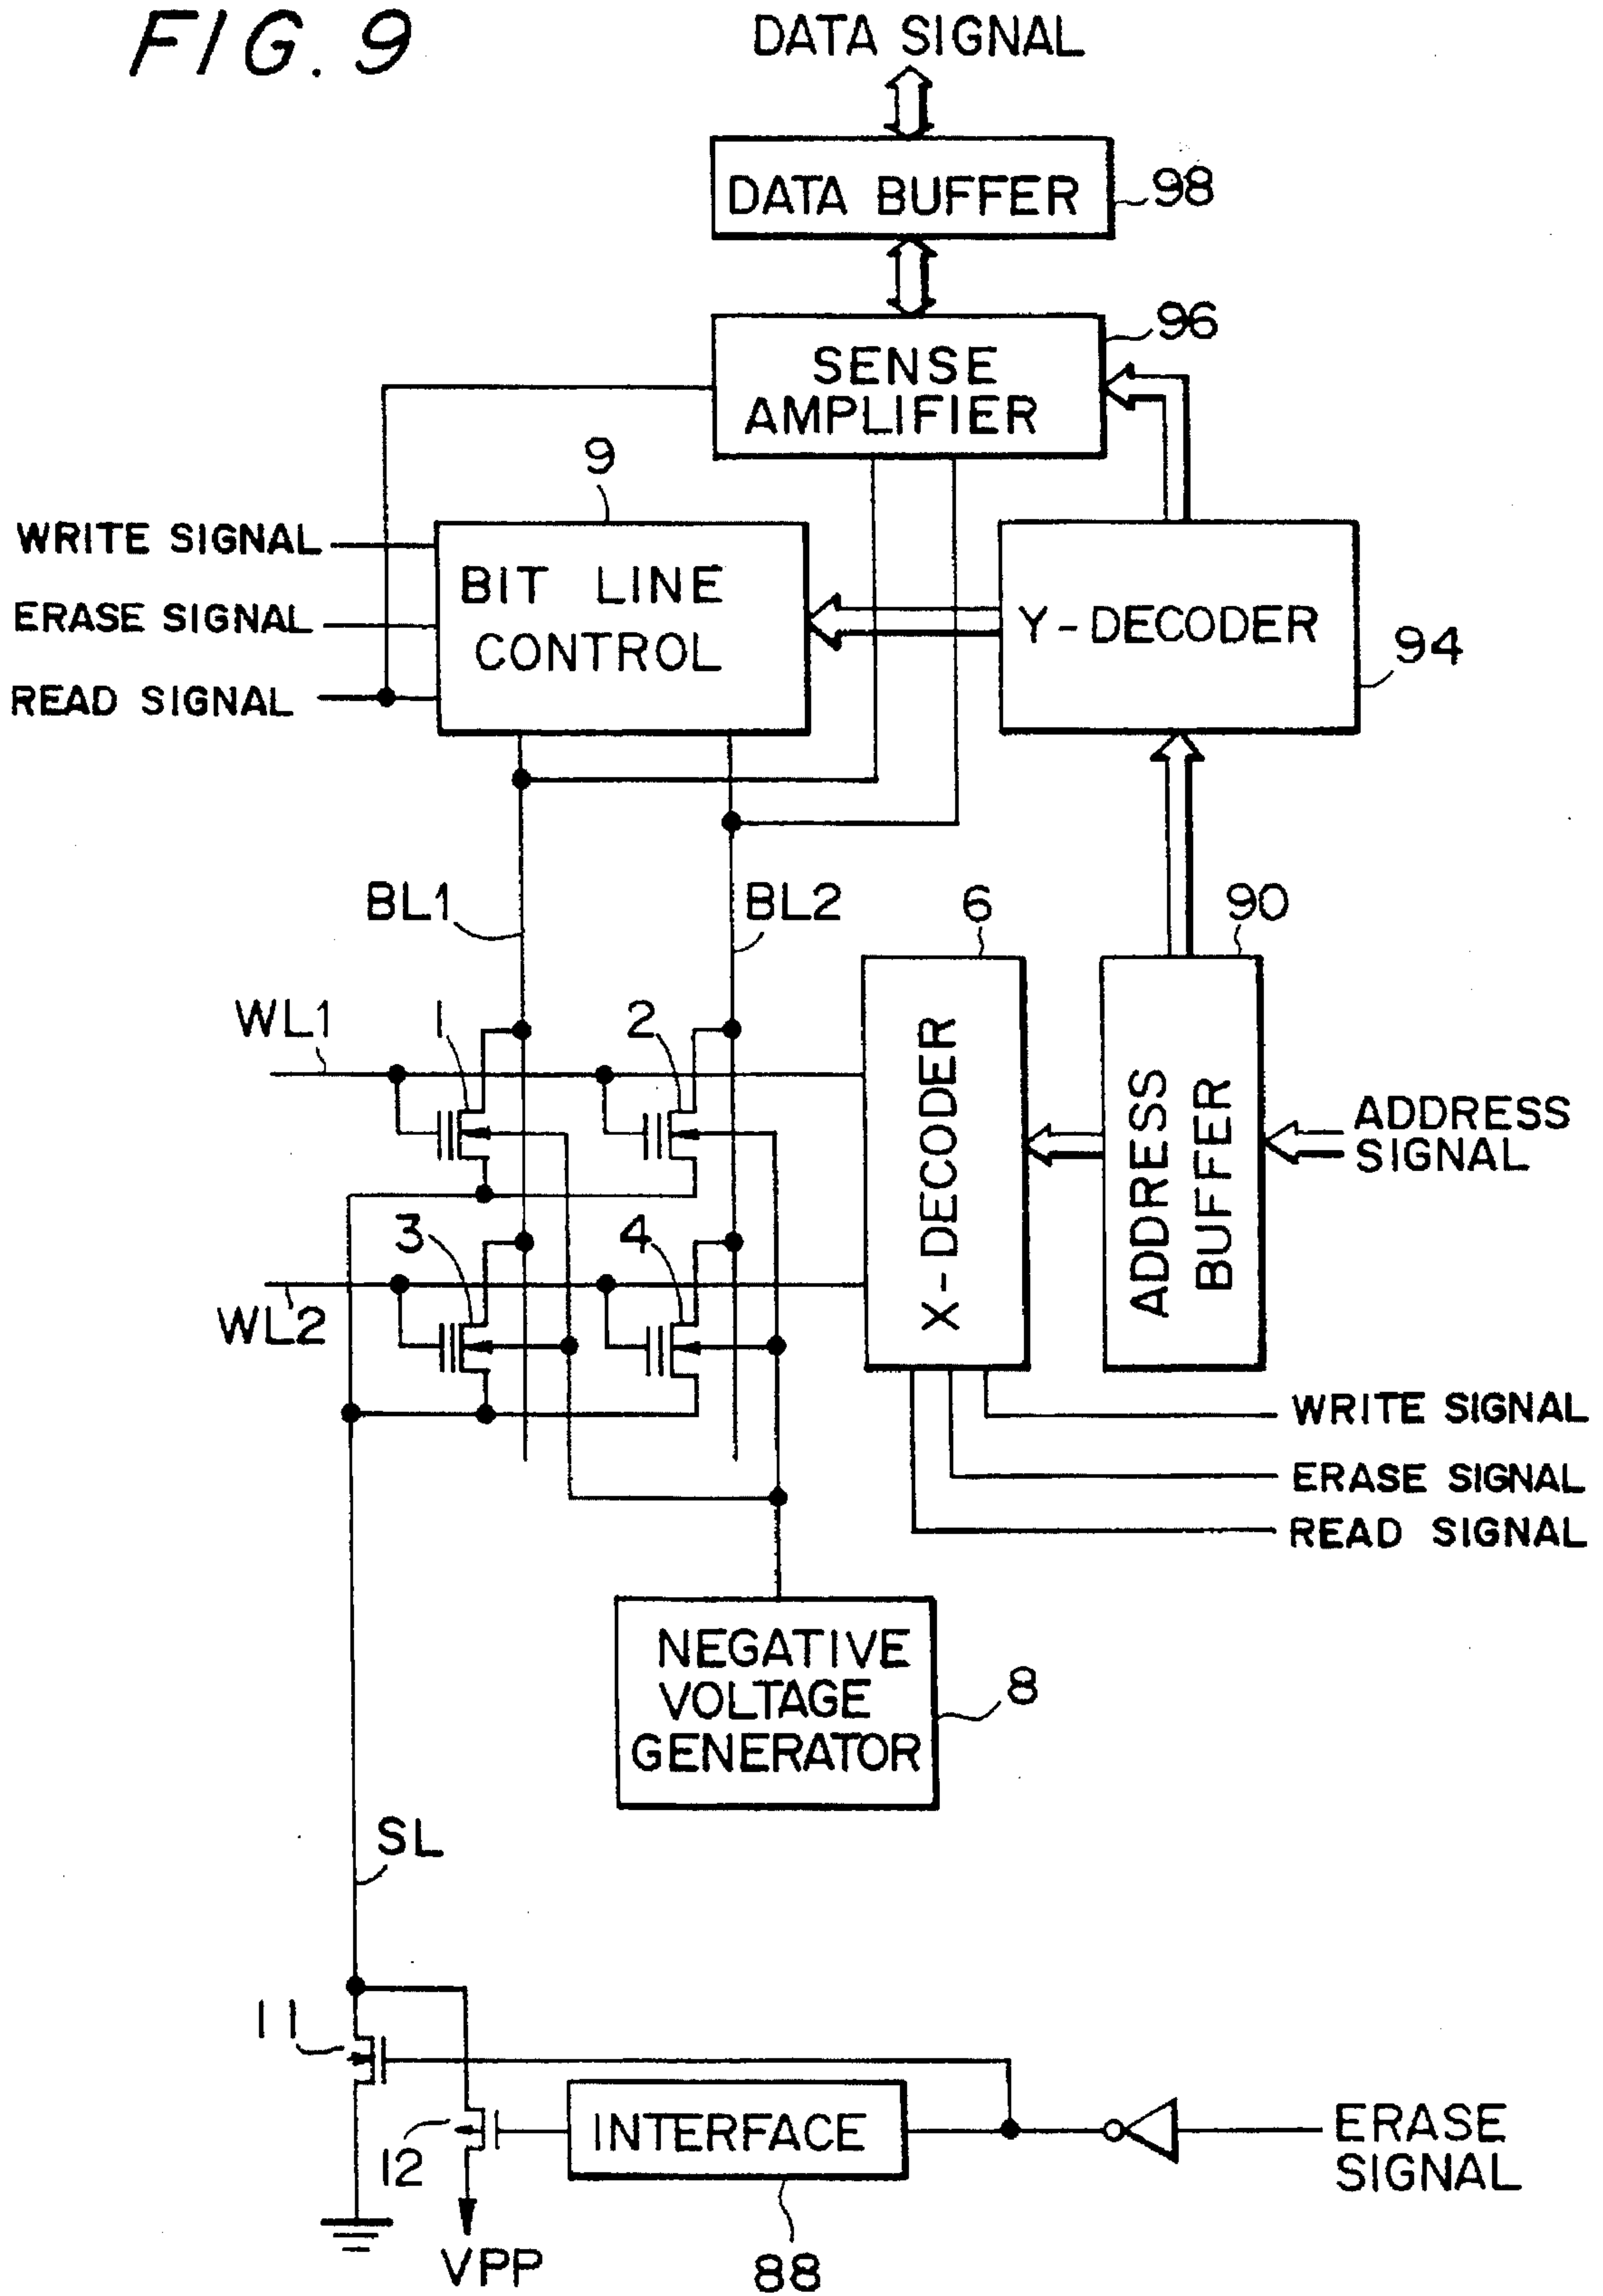 FIG. 9
DATA SIGNAL
DATA BUFFER
98
96
SENSE
AMPLIFIER
9
WRITE SIGNAL
ERASE SIGNAL
READ SIGNAL
BIT LINE
CONTROL
Y-DECODER
94
BL1
BL2
6
90
WL1
1
2
X-DECODER
ADDRESS
BUFFER
ADDRESS
SIGNAL
3
4
WL2
WRITE SIGNAL
ERASE SIGNAL
READ SIGNAL
NEGATIVE
VOLTAGE
GENERATOR
8
SL
11
12
INTERFACE
ERASE
SIGNAL
VPP
88